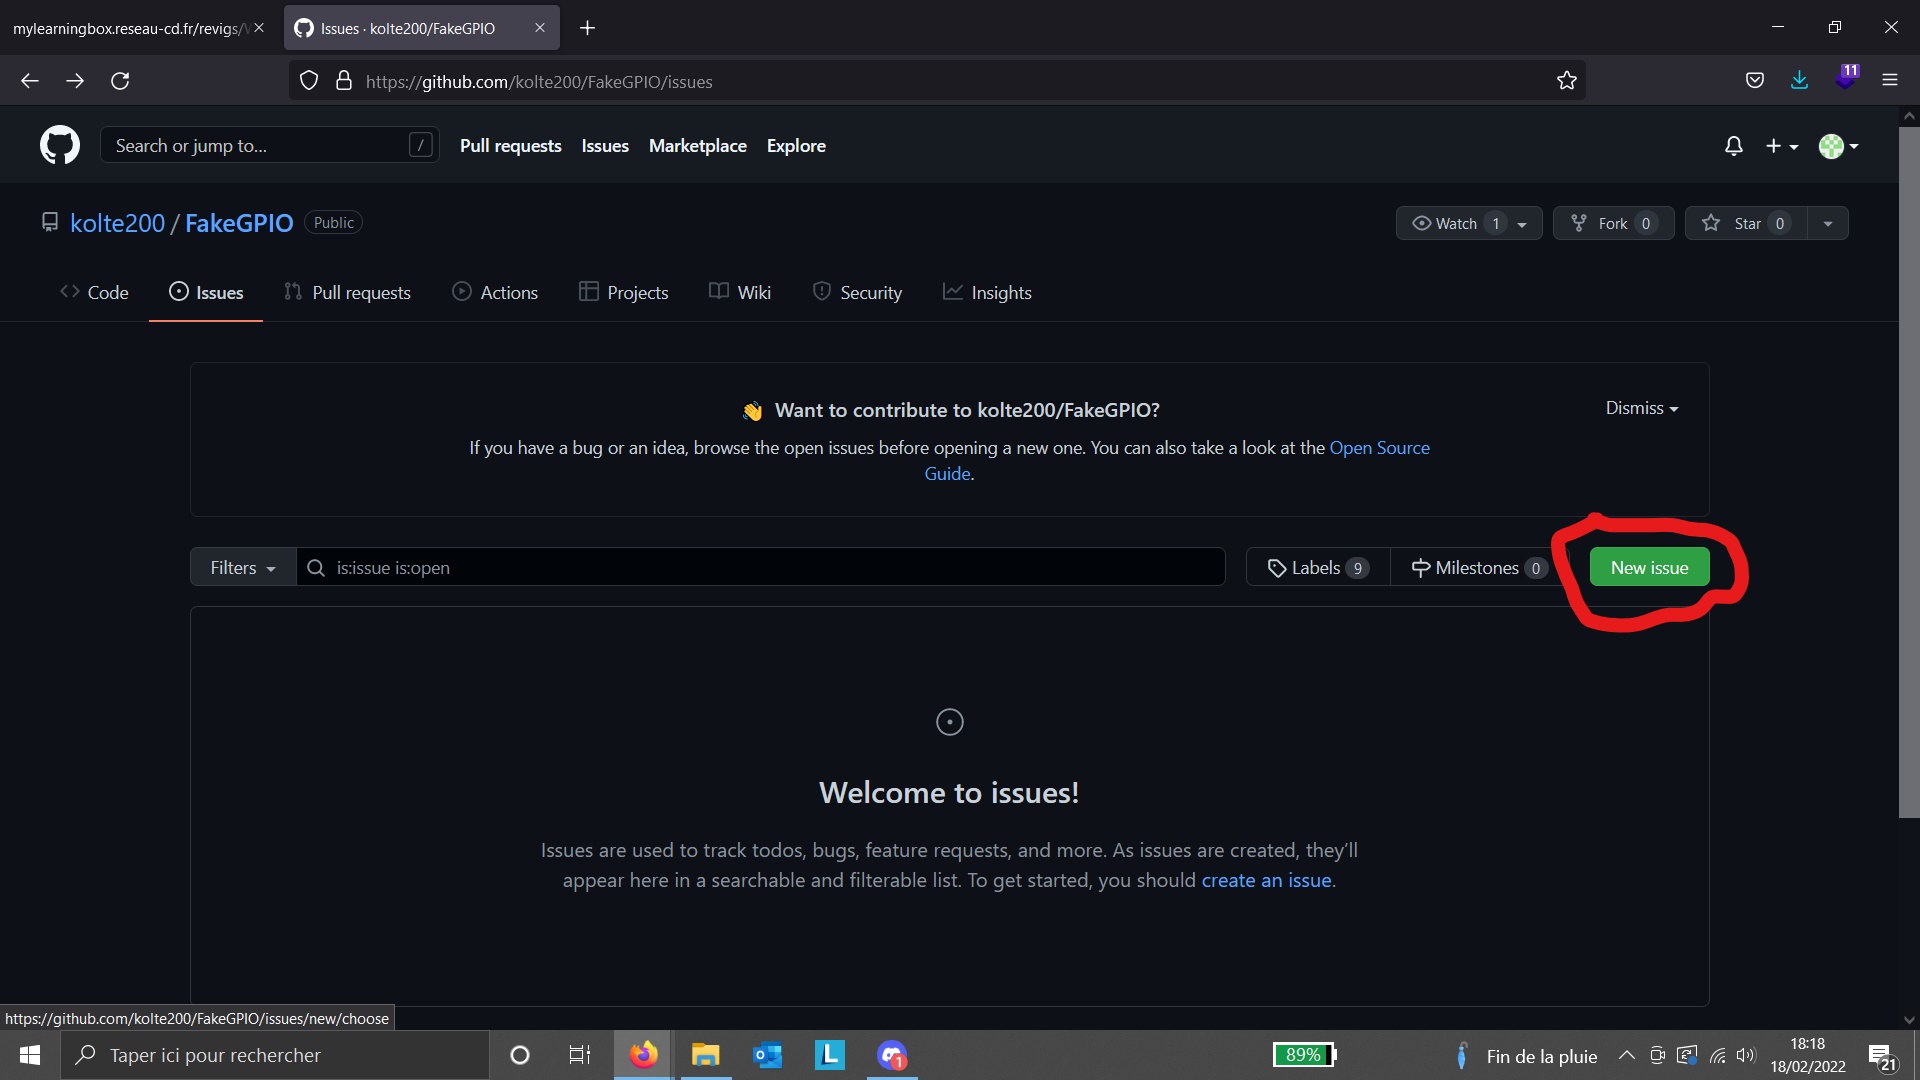 mylearningbox.reseau-cd.fr/revigs/
Issues · kolte200/FakeGPIO
https://github.com/kolte200/FakeGPIO/issues
11
Search or jump to...
/
Pull requests
Issues
Marketplace
Explore
kolte200 / FakeGPIO
Public
Watch 1
Fork 0
Star 0
Code
Issues
Pull requests
Actions
Projects
Wiki
Security
Insights
👋 Want to contribute to kolte200/FakeGPIO?
Dismiss
If you have a bug or an idea, browse the open issues before opening a new one. You can also take a look at the Open Source
Guide.
Filters
is:issue is:open
Labels 9
Milestones 0
New issue
Welcome to issues!
Issues are used to track todos, bugs, feature requests, and more. As issues are created, they'll
appear here in a searchable and filterable list. To get started, you should create an issue.
https://github.com/kolte200/FakeGPIO/issues/new/choose
Taper ici pour rechercher
L
1
89%
Fin de la pluie
18:18
18/02/2022
21